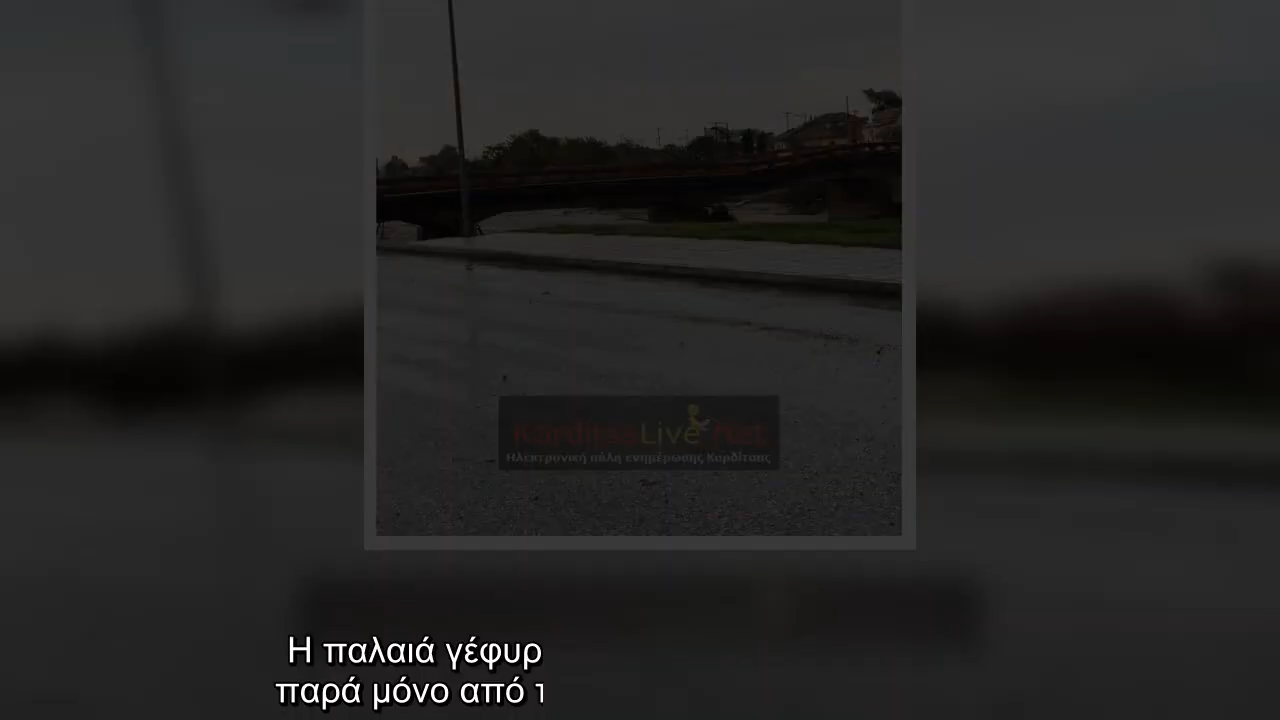 KarditsaLive.Net
Ηλεκτρονική πύλη ενημέρωσης Καρδίτσας
Η παλαιά γέφυρ
παρά μόνο από τ